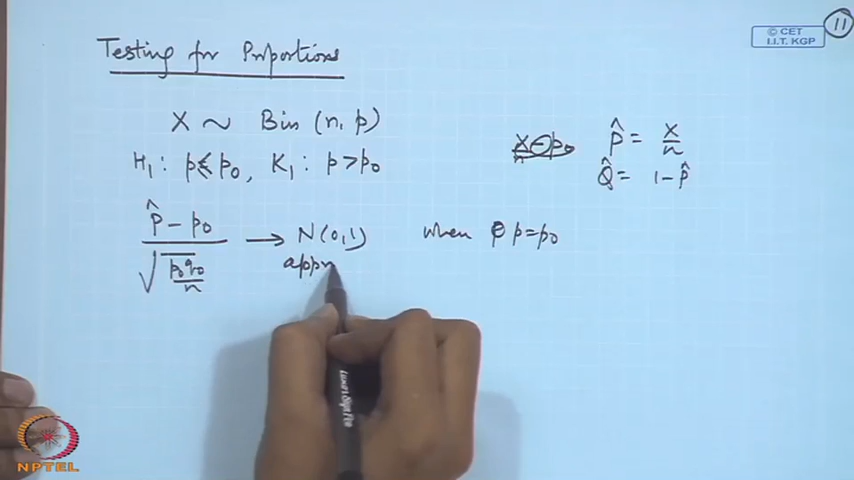 11
© CET
I.I.T. KGP
Testing for Proportions
X ~ Bin (n, p)
H₁ : p ≤ p₀, K₁ : p > p₀
P̂ = X/n
Q̂ = 1 - P̂
(P̂ - p₀) / √(p₀q₀/n) → N(0,1) when p = p₀
appr
NPTEL